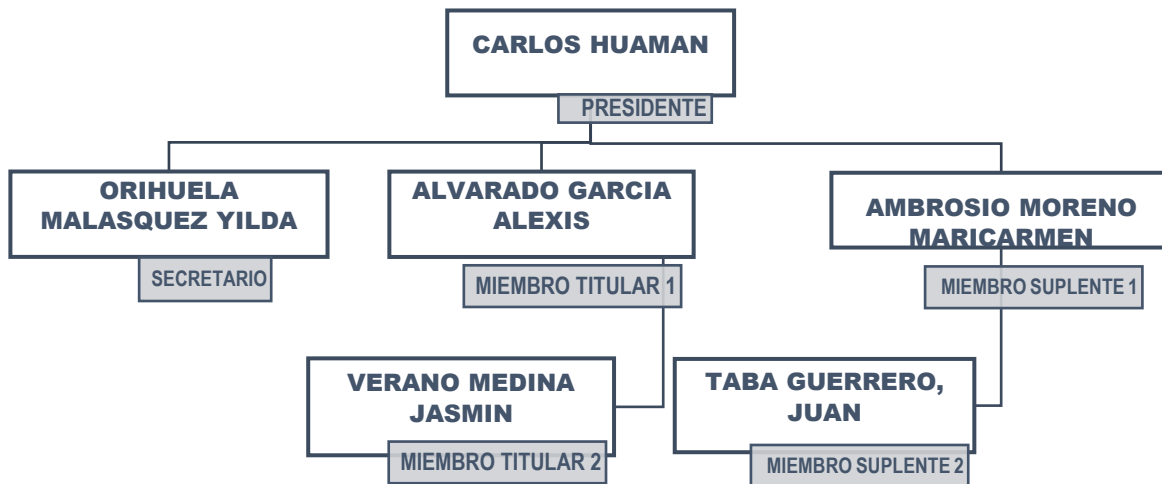 CARLOS HUAMAN
PRESIDENTE
ORIHUELA
MALASQUEZ YILDA
SECRETARIO
ALVARADO GARCIA
ALEXIS
MIEMBRO TITULAR 1
AMBROSIO MORENO
MARICARMEN
MIEMBRO SUPLENTE 1
VERANO MEDINA
JASMIN
MIEMBRO TITULAR 2
TABA GUERRERO,
JUAN
MIEMBRO SUPLENTE 2